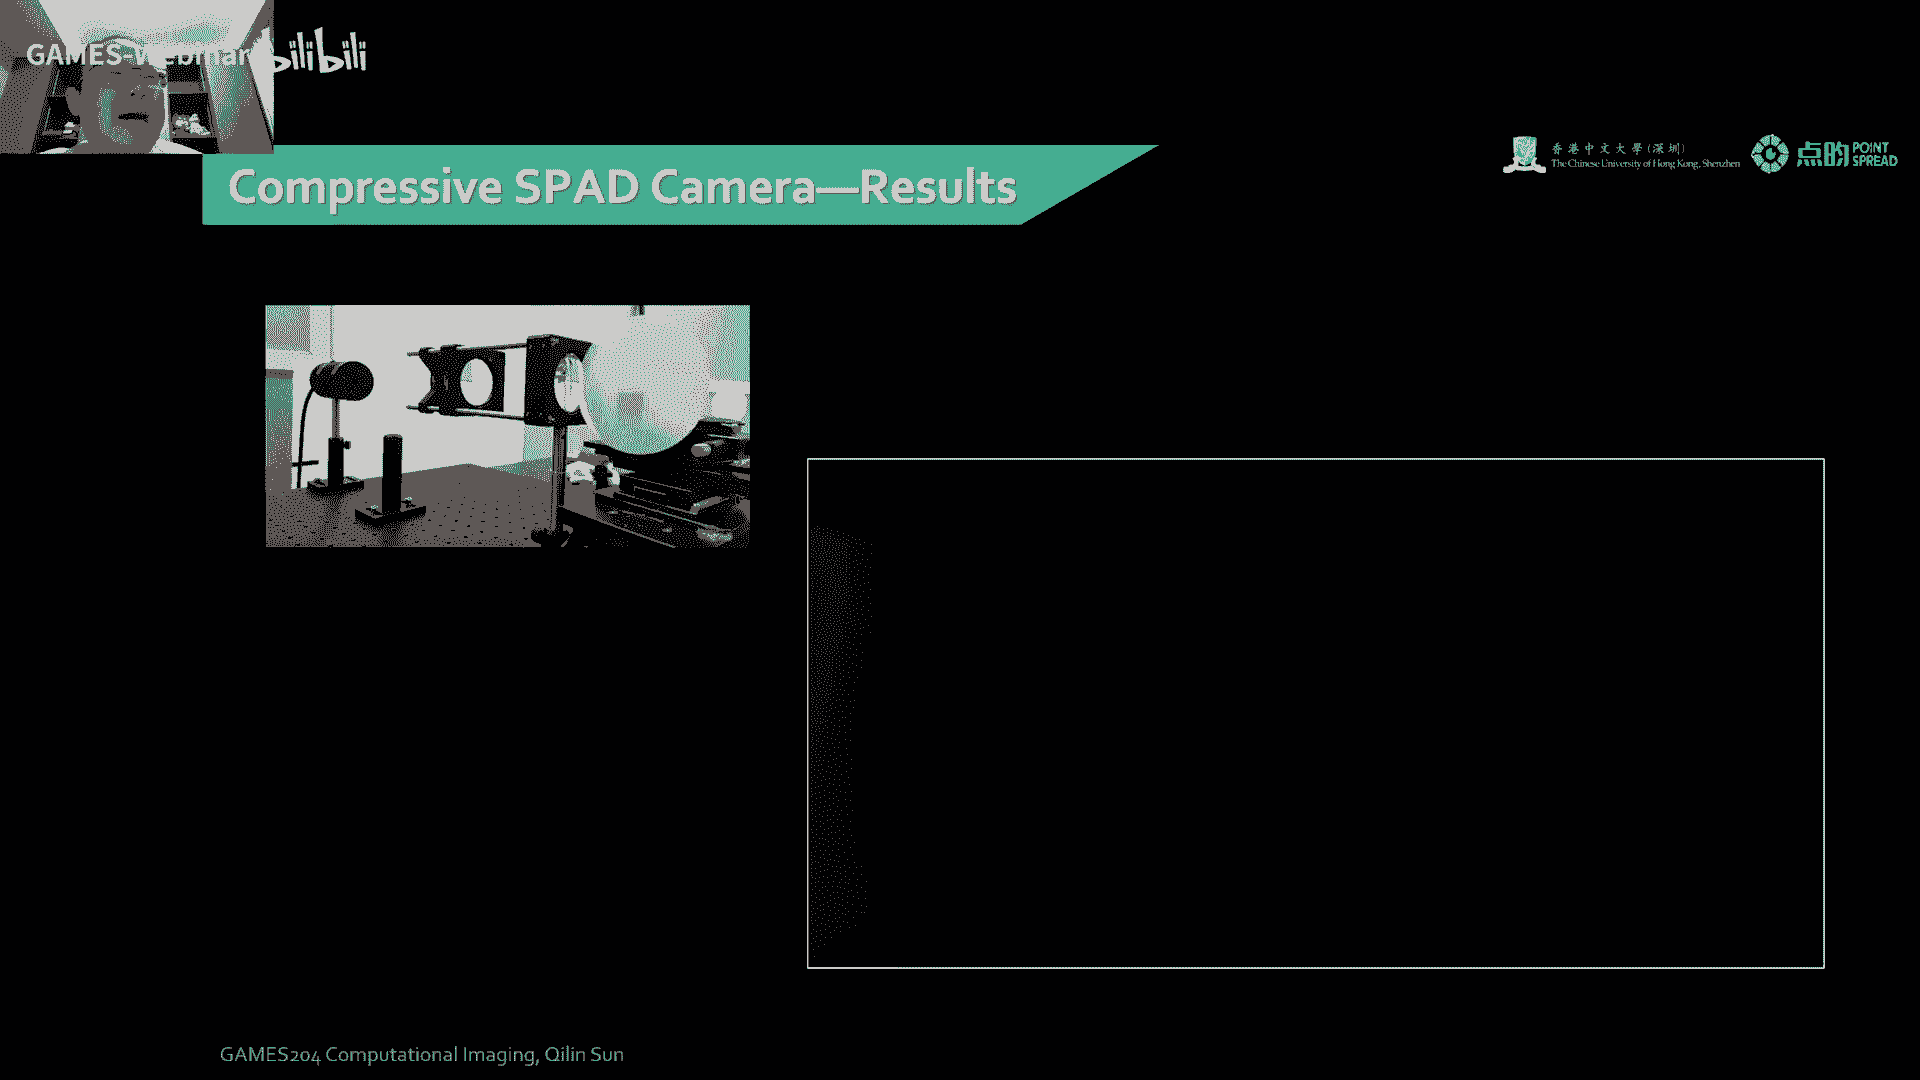 GAMES-Webinar bilibili
Compressive SPAD Camera—Results
香港中文大學(深圳)
The Chinese University of Hong Kong, Shenzhen
点昀 POINT SPREAD
GAMES204 Computational Imaging, Qilin Sun